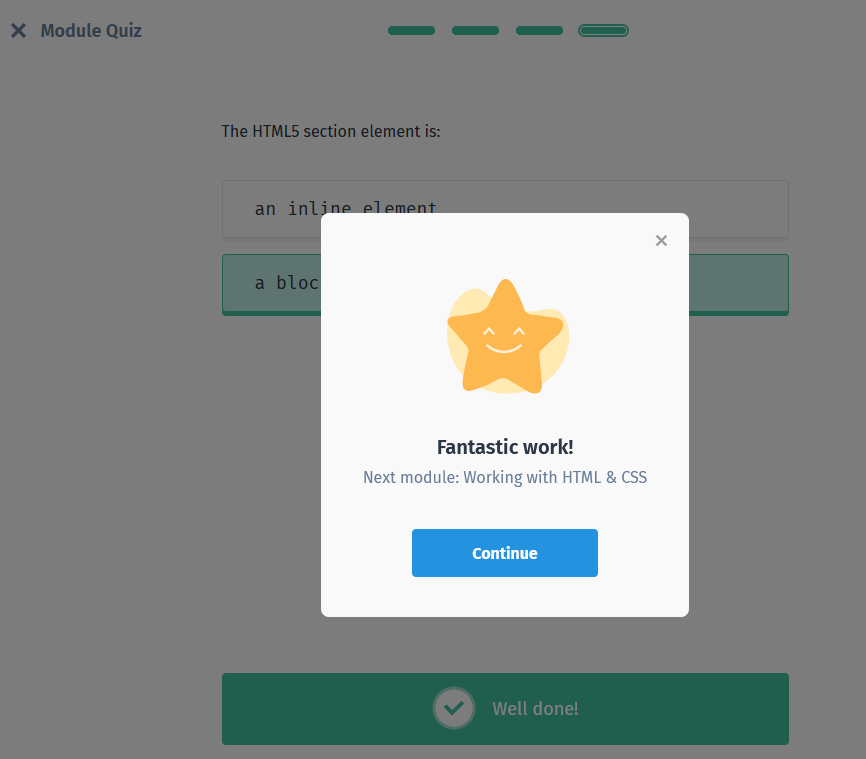 Module Quiz
The HTML5 section element is:
an inline element
a bloc
Fantastic work!
Next module: Working with HTML & CSS
Continue
Well done!